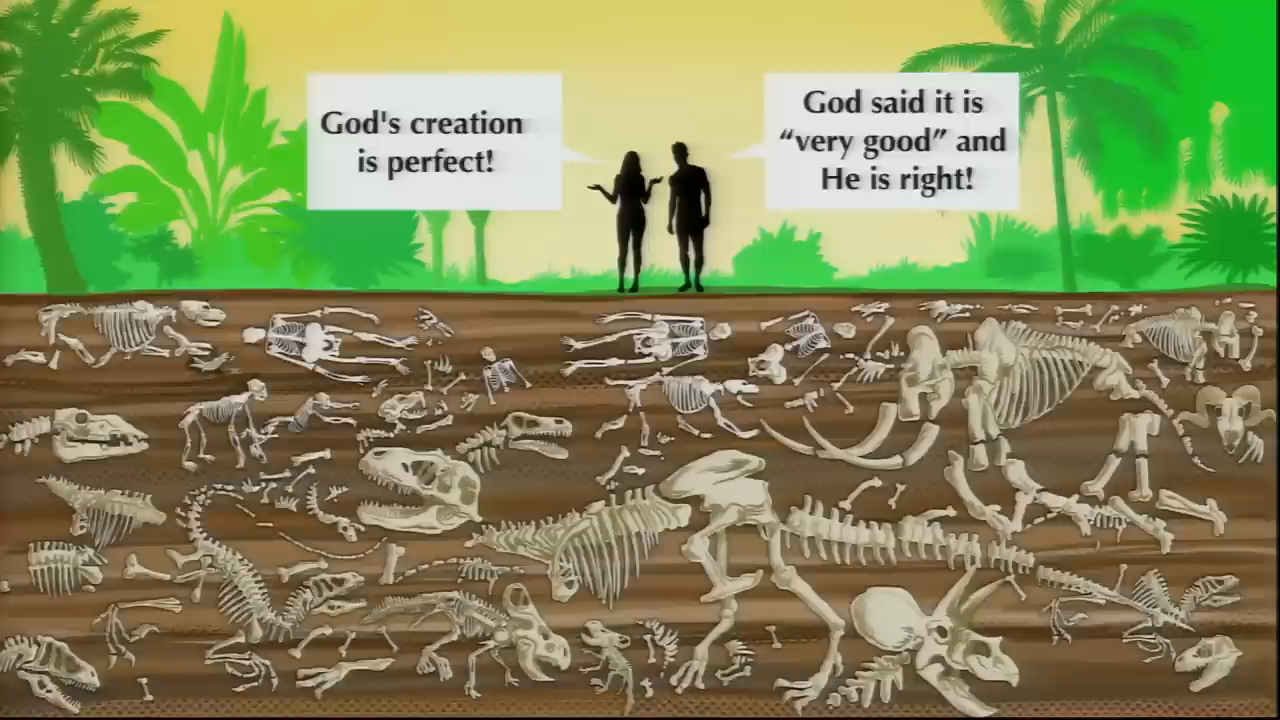 God's creation
is perfect!
God said it is
“very good” and
He is right!